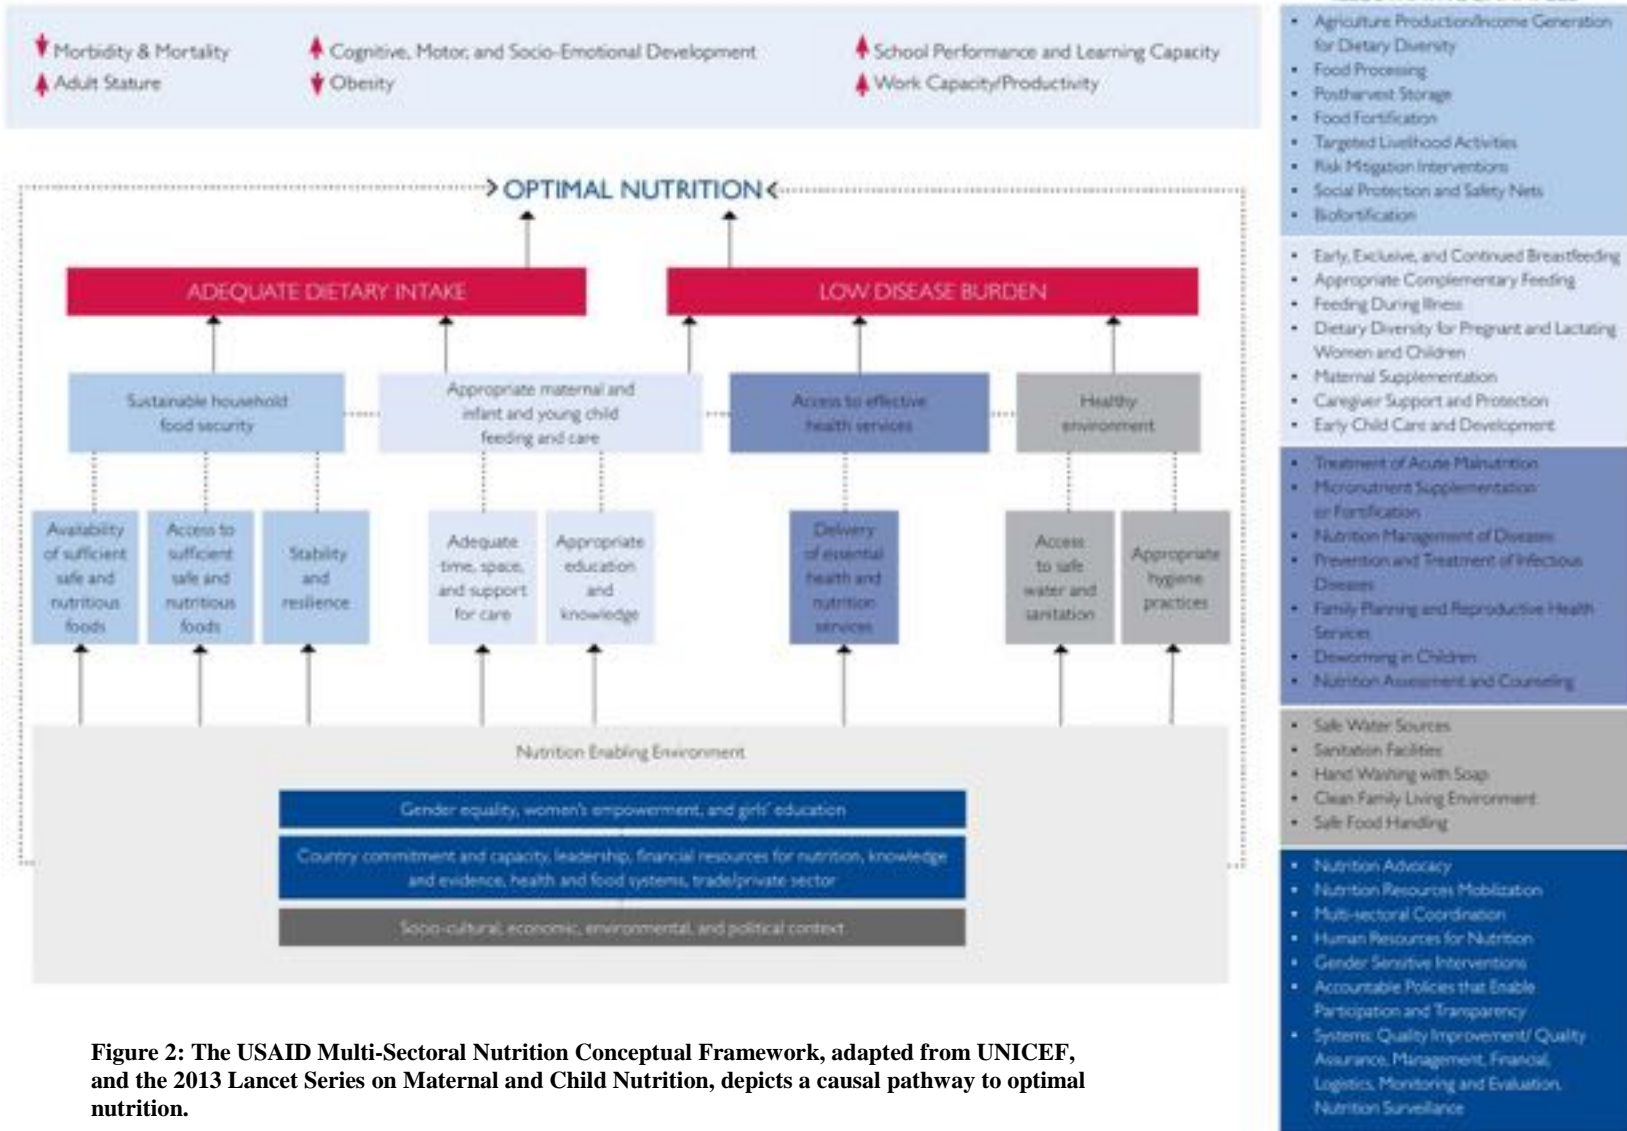 Morbidity & Mortality
Adult Stature
Cognitive, Motor, and Socio-Emotional Development
Obesity
School Performance and Learning Capacity
Work Capacity/Productivity
OPTIMAL NUTRITION
ADEQUATE DIETARY INTAKE
LOW DISEASE BURDEN
Sustainable household
food security
Appropriate maternal and
infant and young child
feeding and care
Access to effective
health services
Healthy
environment
Availability
of sufficient
safe and
nutritious
foods
Access to
sufficient
safe and
nutritious
foods
Stability
and
resilience
Adequate
time, space,
and support
for care
Appropriate
education
and
knowledge
Delivery
of essential
health and
nutrition
services
Access
to safe
water and
sanitation
Appropriate
hygiene
practices
Nutrition Enabling Environment
Gender equality, women's empowerment, and girls' education
Country commitment and capacity, leadership, financial resources for nutrition, knowledge
and evidence, health and food systems, trade/private sector
Socio-cultural, economic, environmental, and political context
• Agriculture Production/Income Generation
for Dietary Diversity
• Food Processing
• Postharvest Storage
• Food Fortification
• Targeted Livelihood Activities
• Risk Mitigation Interventions
• Social Protection and Safety Nets
• Biofortification
• Early, Exclusive, and Continued Breastfeeding
• Appropriate Complementary Feeding
• Feeding During Illness
• Dietary Diversity for Pregnant and Lactating
Women and Children
• Maternal Supplementation
• Caregiver Support and Protection
• Early Child Care and Development
• Treatment of Acute Malnutrition
• Micronutrient Supplementation
or Fortification
• Nutrition Management of Diseases
• Prevention and Treatment of Infectious
Diseases
• Family Planning and Reproductive Health
Services
• Deworming in Children
• Nutrition Assessment and Counseling
• Safe Water Sources
• Sanitation Facilities
• Hand Washing with Soap
• Clean Family Living Environment
• Safe Food Handling
• Nutrition Advocacy
• Nutrition Resources Mobilization
• Multi-sectoral Coordination
• Human Resources for Nutrition
• Gender Sensitive Interventions
• Accountable Policies that Enable
Participation and Transparency
• Systems: Quality Improvement/ Quality
Assurance, Management, Financial,
Logistics, Monitoring and Evaluation,
Nutrition Surveillance
Figure 2: The USAID Multi-Sectoral Nutrition Conceptual Framework, adapted from UNICEF,
and the 2013 Lancet Series on Maternal and Child Nutrition, depicts a causal pathway to optimal
nutrition.